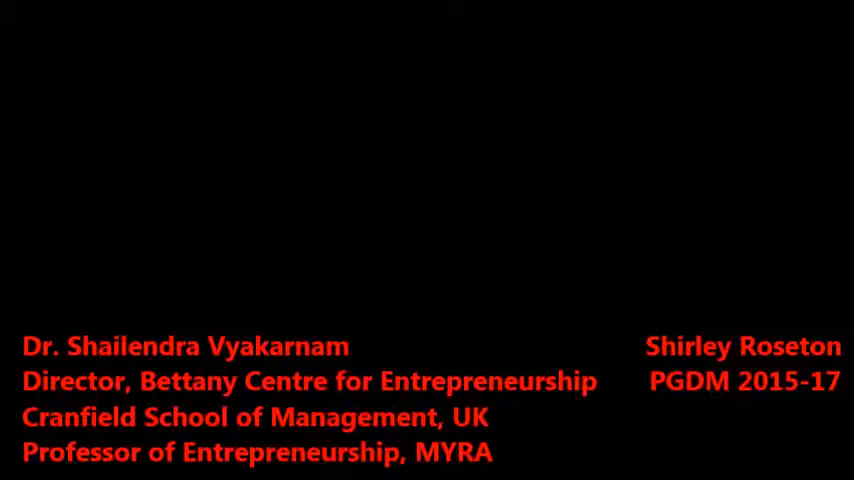 Dr. Shailendra Vyakarnam
Director, Bettany Centre for Entrepreneurship
Cranfield School of Management, UK
Professor of Entrepreneurship, MYRA
Shirley Roseton
PGDM 2015-17